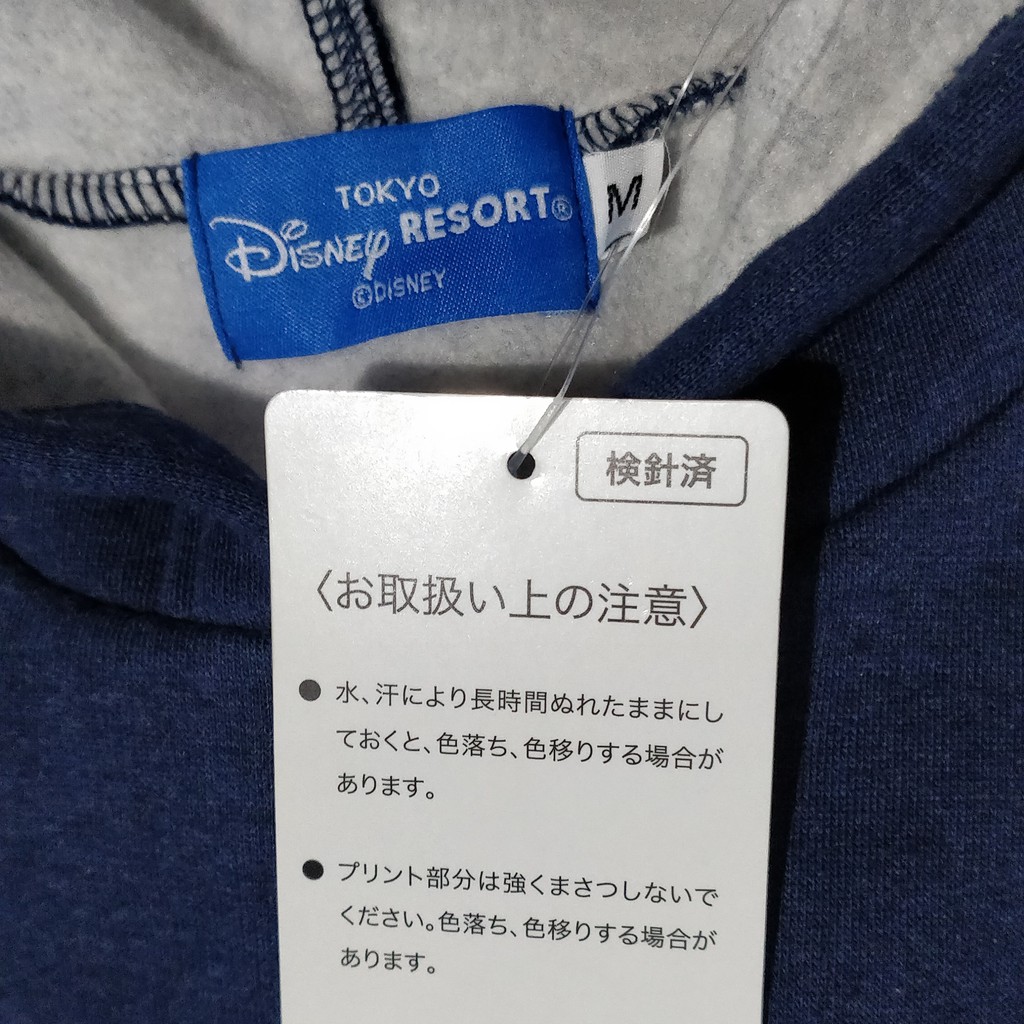 TOKYO
Disney RESORT®
©DISNEY
M
検針済
〈お取扱い上の注意〉
● 水、汗により長時間ぬれたままにし
ておくと、色落ち、色移りする場合が
あります。
● プリント部分は強くまさつしないで
ください。色落ち、色移りする場合が
あります。